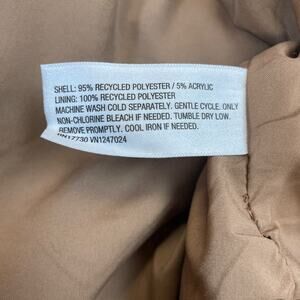 SHELL: 95% RECYCLED POLYESTER / 5% ACRYLIC
LINING: 100% RECYCLED POLYESTER
MACHINE WASH COLD SEPARATELY. GENTLE CYCLE. ONLY
NON-CHLORINE BLEACH IF NEEDED. TUMBLE DRY LOW.
REMOVE PROMPTLY. COOL IRON IF NEEDED.
RN17730 VN1247024